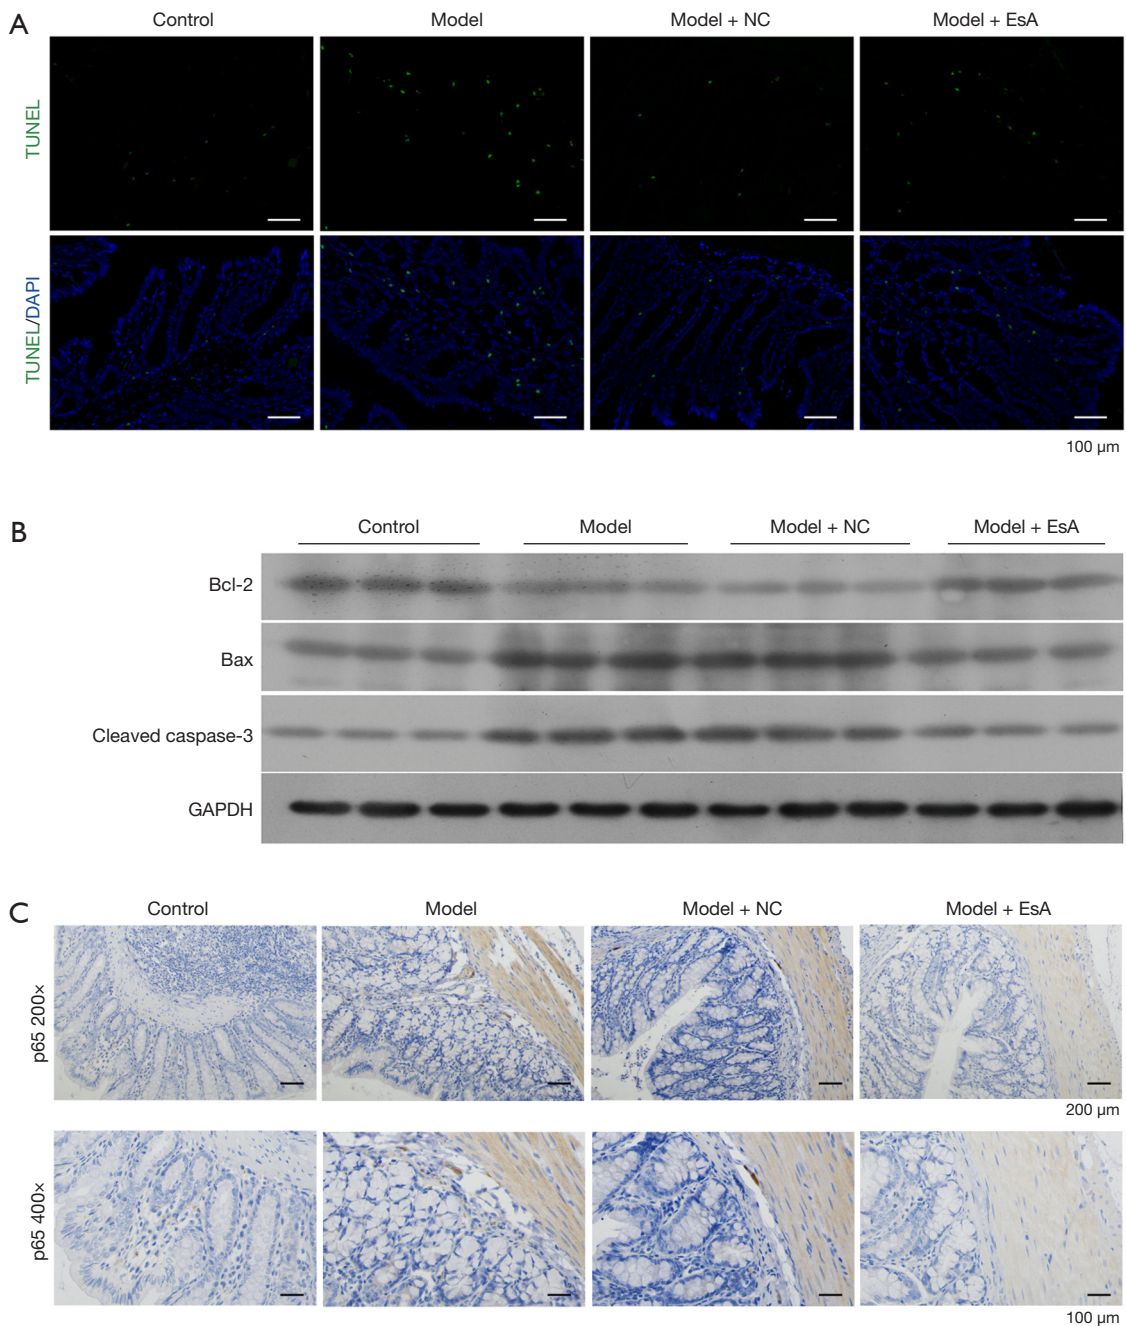 A
Control Model Model + NC Model + EsA
TUNEL
TUNEL/DAPI
100 µm
B
Control Model Model + NC Model + EsA
Bcl-2
Bax
Cleaved caspase-3
GAPDH
C
Control Model Model + NC Model + EsA
p65 200×
200 µm
p65 400×
100 µm